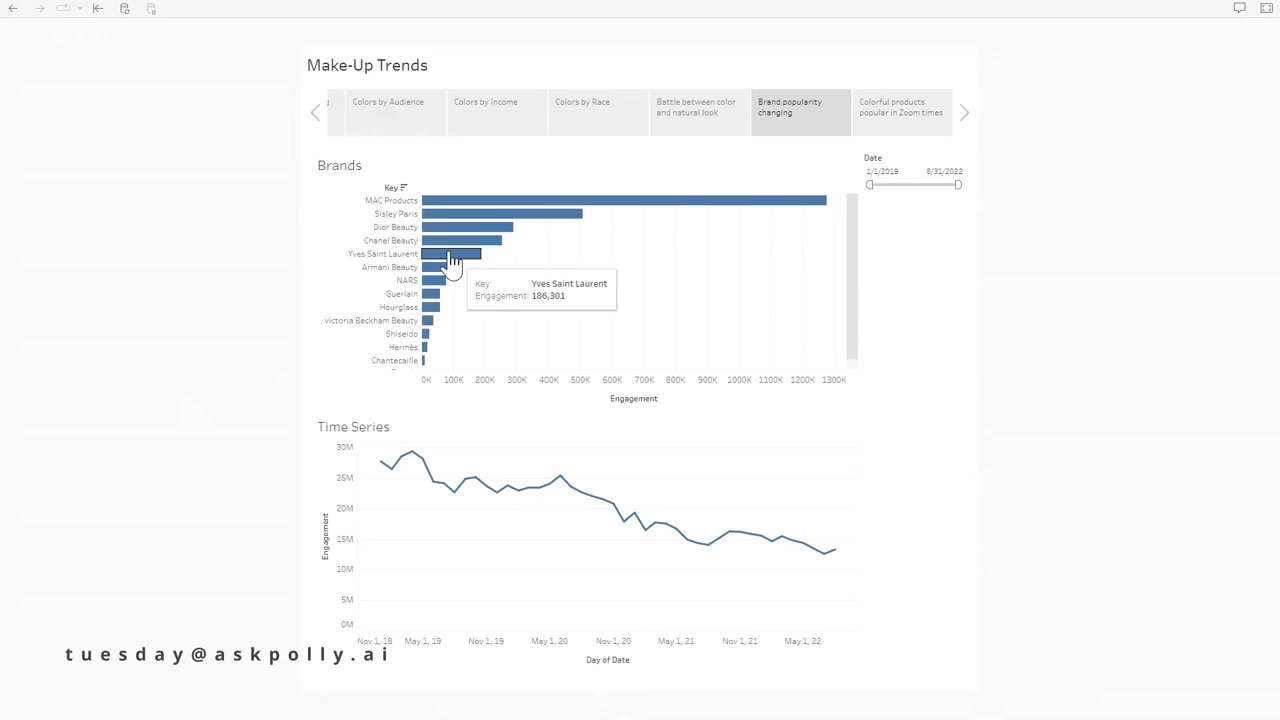 Make-Up Trends
Colors by Audience
Colors by Income
Colors by Race
Battle between color and natural look
Brand popularity changing
Colorful products popular in Zoom times
Brands
Date
1/1/2019 8/31/2022
Key
MAC Products
Sisley Paris
Dior Beauty
Chanel Beauty
Yves Saint Laurent
Armani Beauty
NARS
Guerlain
Hourglass
victoria Beckham Beauty
Shiseido
Hermès
Chantecaille
Key: Yves Saint Laurent
Engagement: 186,301
0K 100K 200K 300K 400K 500K 600K 700K 800K 900K 1000K 1100K 1200K 1300K
Engagement
Time Series
30M
25M
20M
15M
10M
5M
0M
Engagement
Nov 1, 18 May 1, 19 Nov 1, 19 May 1, 20 Nov 1, 20 May 1, 21 Nov 1, 21 May 1, 22
Day of Date
tuesday@askpolly.ai